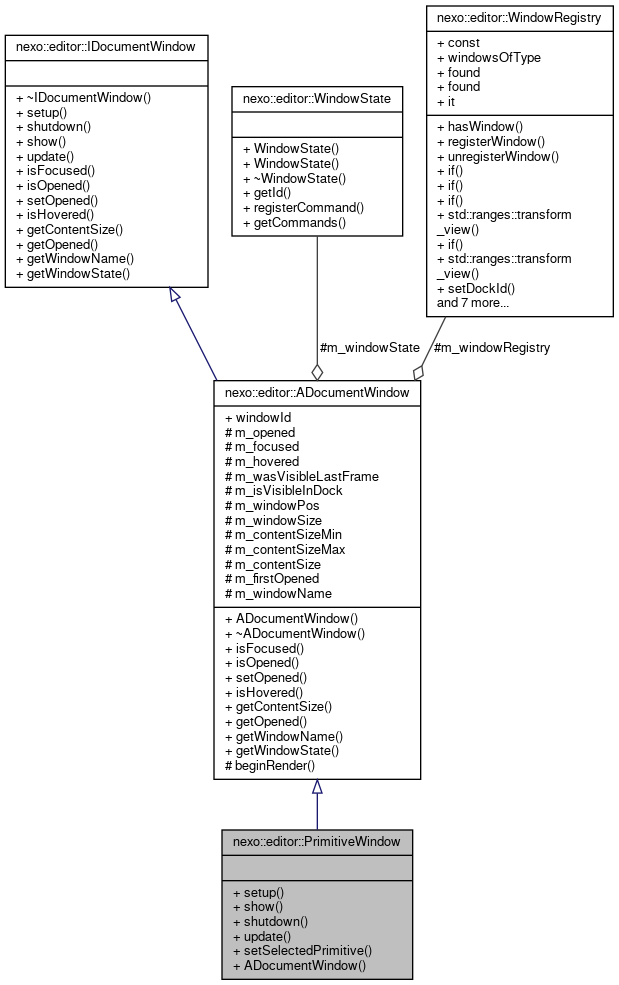 nexo::editor::IDocumentWindow
+ ~IDocumentWindow()
+ setup()
+ shutdown()
+ show()
+ update()
+ isFocused()
+ isOpened()
+ setOpened()
+ isHovered()
+ getContentSize()
+ getOpened()
+ getWindowName()
+ getWindowState()
nexo::editor::WindowState
+ WindowState()
+ WindowState()
+ ~WindowState()
+ getId()
+ registerCommand()
+ getCommands()
nexo::editor::WindowRegistry
+ const
+ windowsOfType
+ found
+ found
+ it
+ hasWindow()
+ registerWindow()
+ unregisterWindow()
+ if()
+ if()
+ if()
+ std::ranges::transform
_view()
+ if()
+ std::ranges::transform
_view()
+ setDockId()
and 7 more...
#m_windowState
#m_windowRegistry
nexo::editor::ADocumentWindow
+ windowId
# m_opened
# m_focused
# m_hovered
# m_wasVisibleLastFrame
# m_isVisibleInDock
# m_windowPos
# m_windowSize
# m_contentSizeMin
# m_contentSizeMax
# m_contentSize
# m_firstOpened
# m_windowName
+ ADocumentWindow()
+ ~ADocumentWindow()
+ isFocused()
+ isOpened()
+ setOpened()
+ isHovered()
+ getContentSize()
+ getOpened()
+ getWindowName()
+ getWindowState()
# beginRender()
nexo::editor::PrimitiveWindow
+ setup()
+ show()
+ shutdown()
+ update()
+ setSelectedPrimitive()
+ ADocumentWindow()